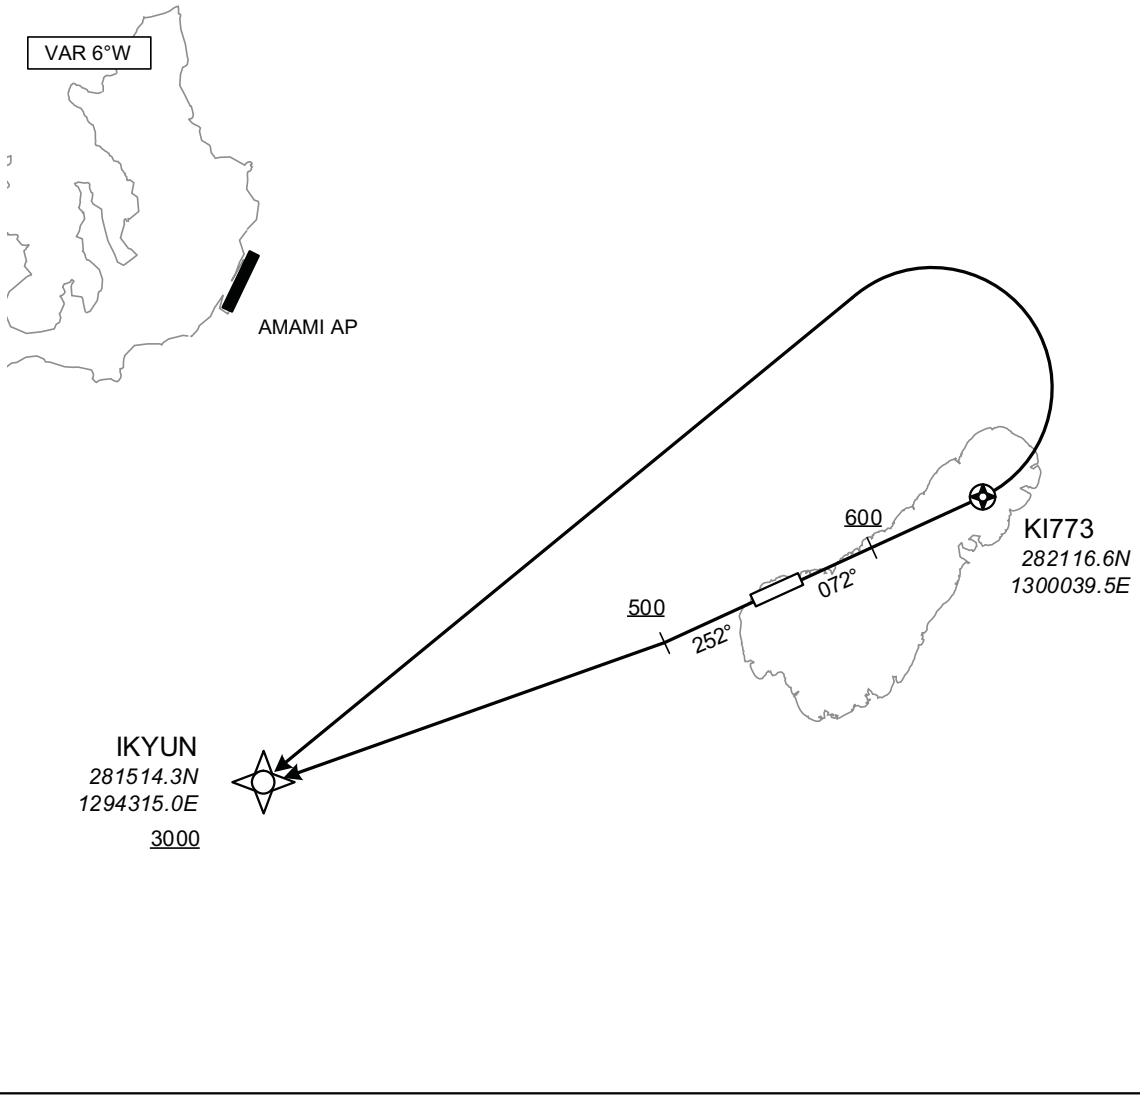 VAR 6°W
AMAMI AP
600
KI773
282116.6N
1300039.5E
072°
500
252°
IKYUN
281514.3N
1294315.0E
3000